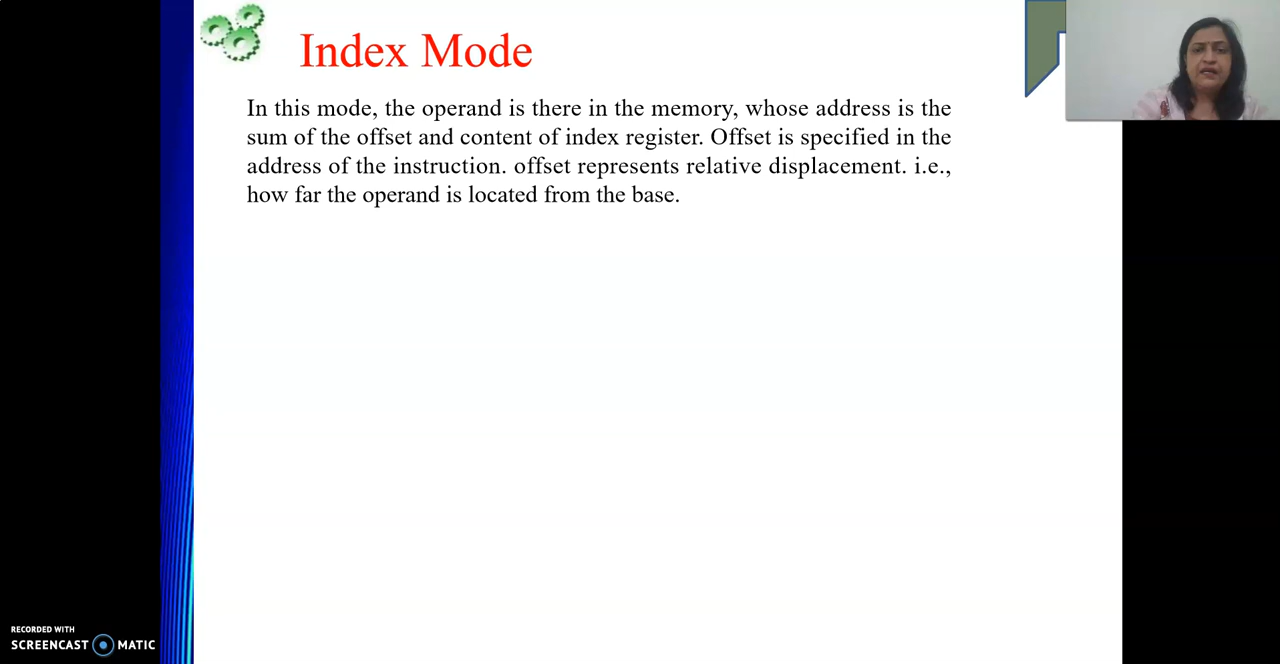 Index Mode
In this mode, the operand is there in the memory, whose address is the
sum of the offset and content of index register. Offset is specified in the
address of the instruction. offset represents relative displacement. i.e.,
how far the operand is located from the base.
RECORDED WITH
SCREENCAST MATIC